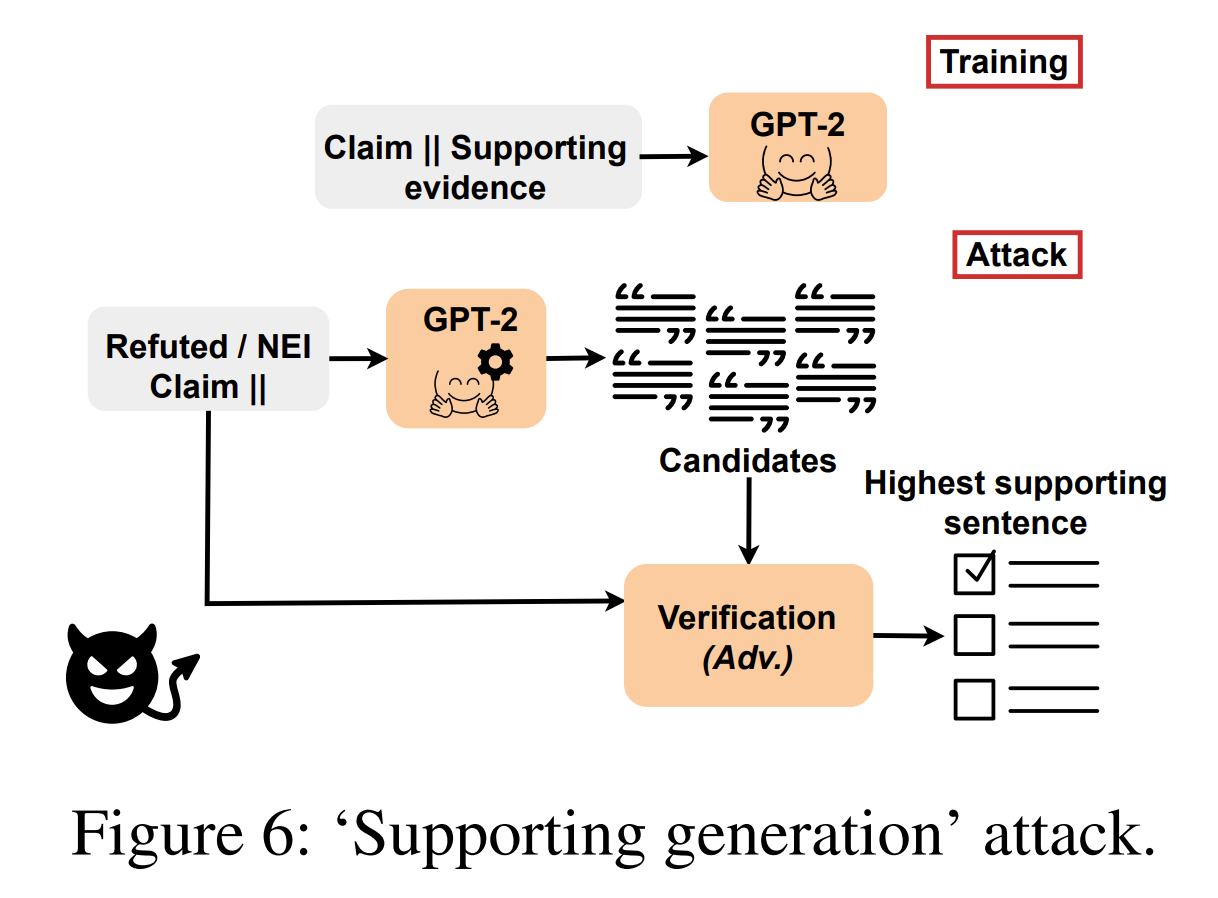 Training
GPT-2
Claim || Supporting
evidence
Attack
GPT-2
Refuted / NEI
Claim ||
Candidates
Highest supporting
sentence
Verification
(Adv.)
Figure 6: ‘Supporting generation’ attack.